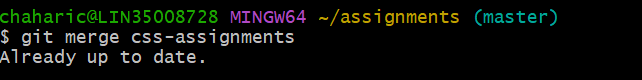 chaharic@LIN35008728 MINGW64 ~/assignments (master)
$ git merge css-assignments
Already up to date.